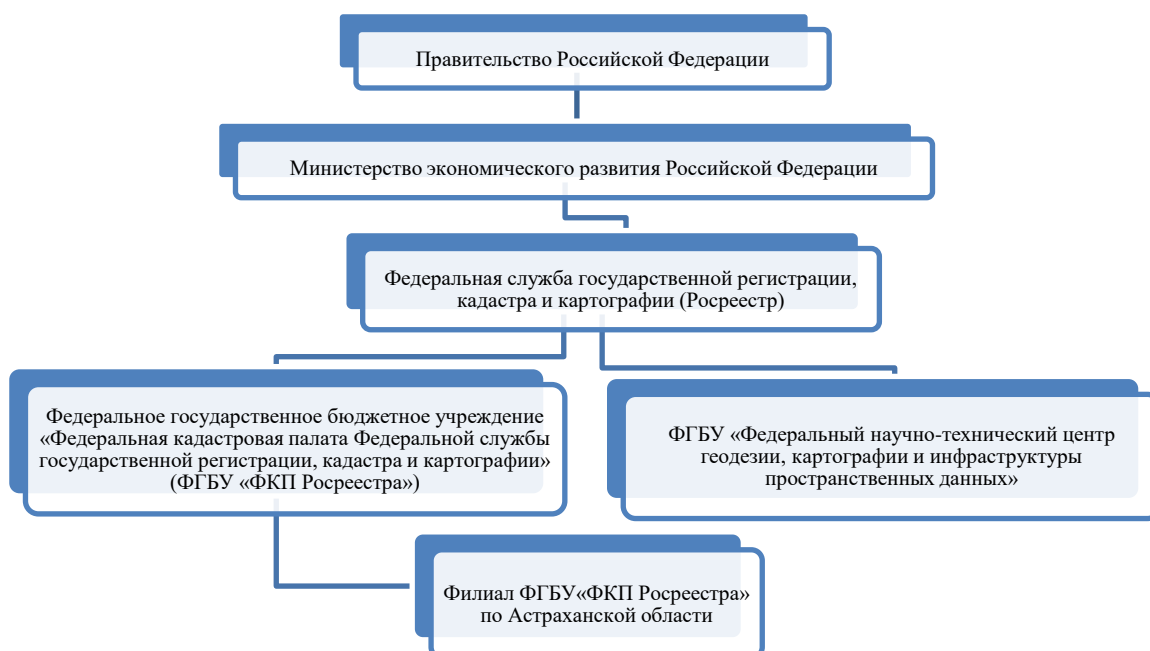 Правительство Российской Федерации
Министерство экономического развития Российской Федерации
Федеральная служба государственной регистрации,
кадастра и картографии (Росреестр)
Федеральное государственное бюджетное учреждение
«Федеральная кадастровая палата Федеральной службы
государственной регистрации, кадастра и картографии»
(ФГБУ «ФКП Росреестра»)
ФГБУ «Федеральный научно-технический центр
геодезии, картографии и инфраструктуры
пространственных данных»
Филиал ФГБУ«ФКП Росреестра»
по Астраханской области